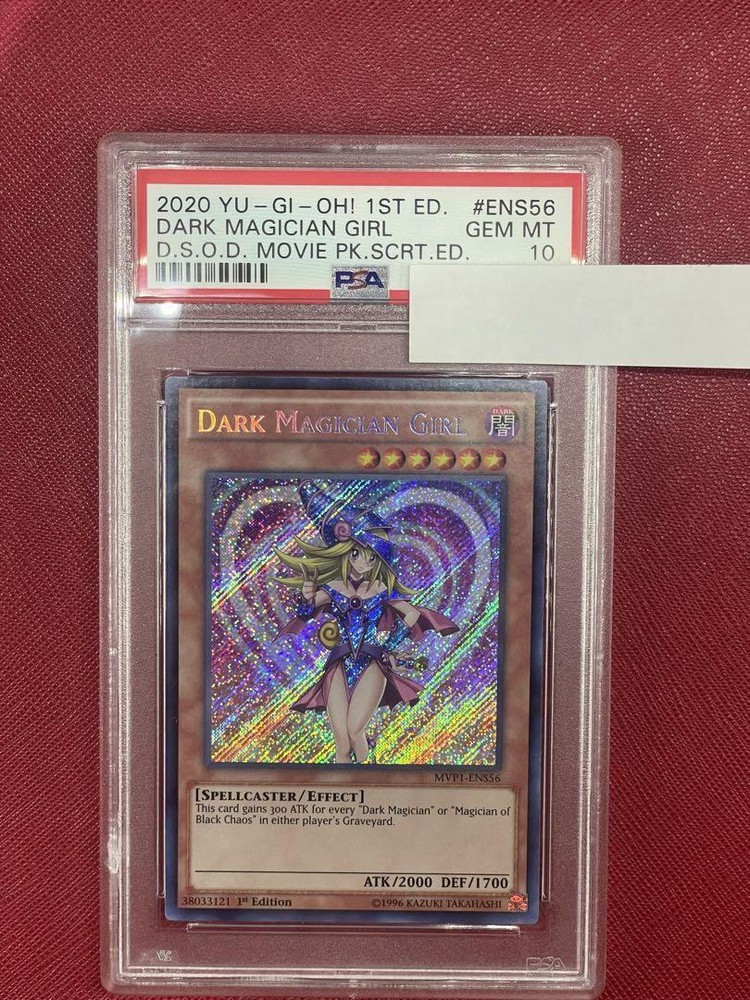 2020 YU-GI-OH! 1ST ED. #ENS56
DARK MAGICIAN GIRL GEM MT
D.S.O.D. MOVIE PK.SCRT.ED. 10
PSA
DARK MAGICIAN GIRL
DARK
闇
MVP1-ENS56
[SPELLCASTER/EFFECT]
This card gains 300 ATK for every "Dark Magician" or "Magician of
Black Chaos" in either player's Graveyard.
ATK/2000 DEF/1700
38033121 1st Edition ©1996 KAZUKI TAKAHASHI
PSA